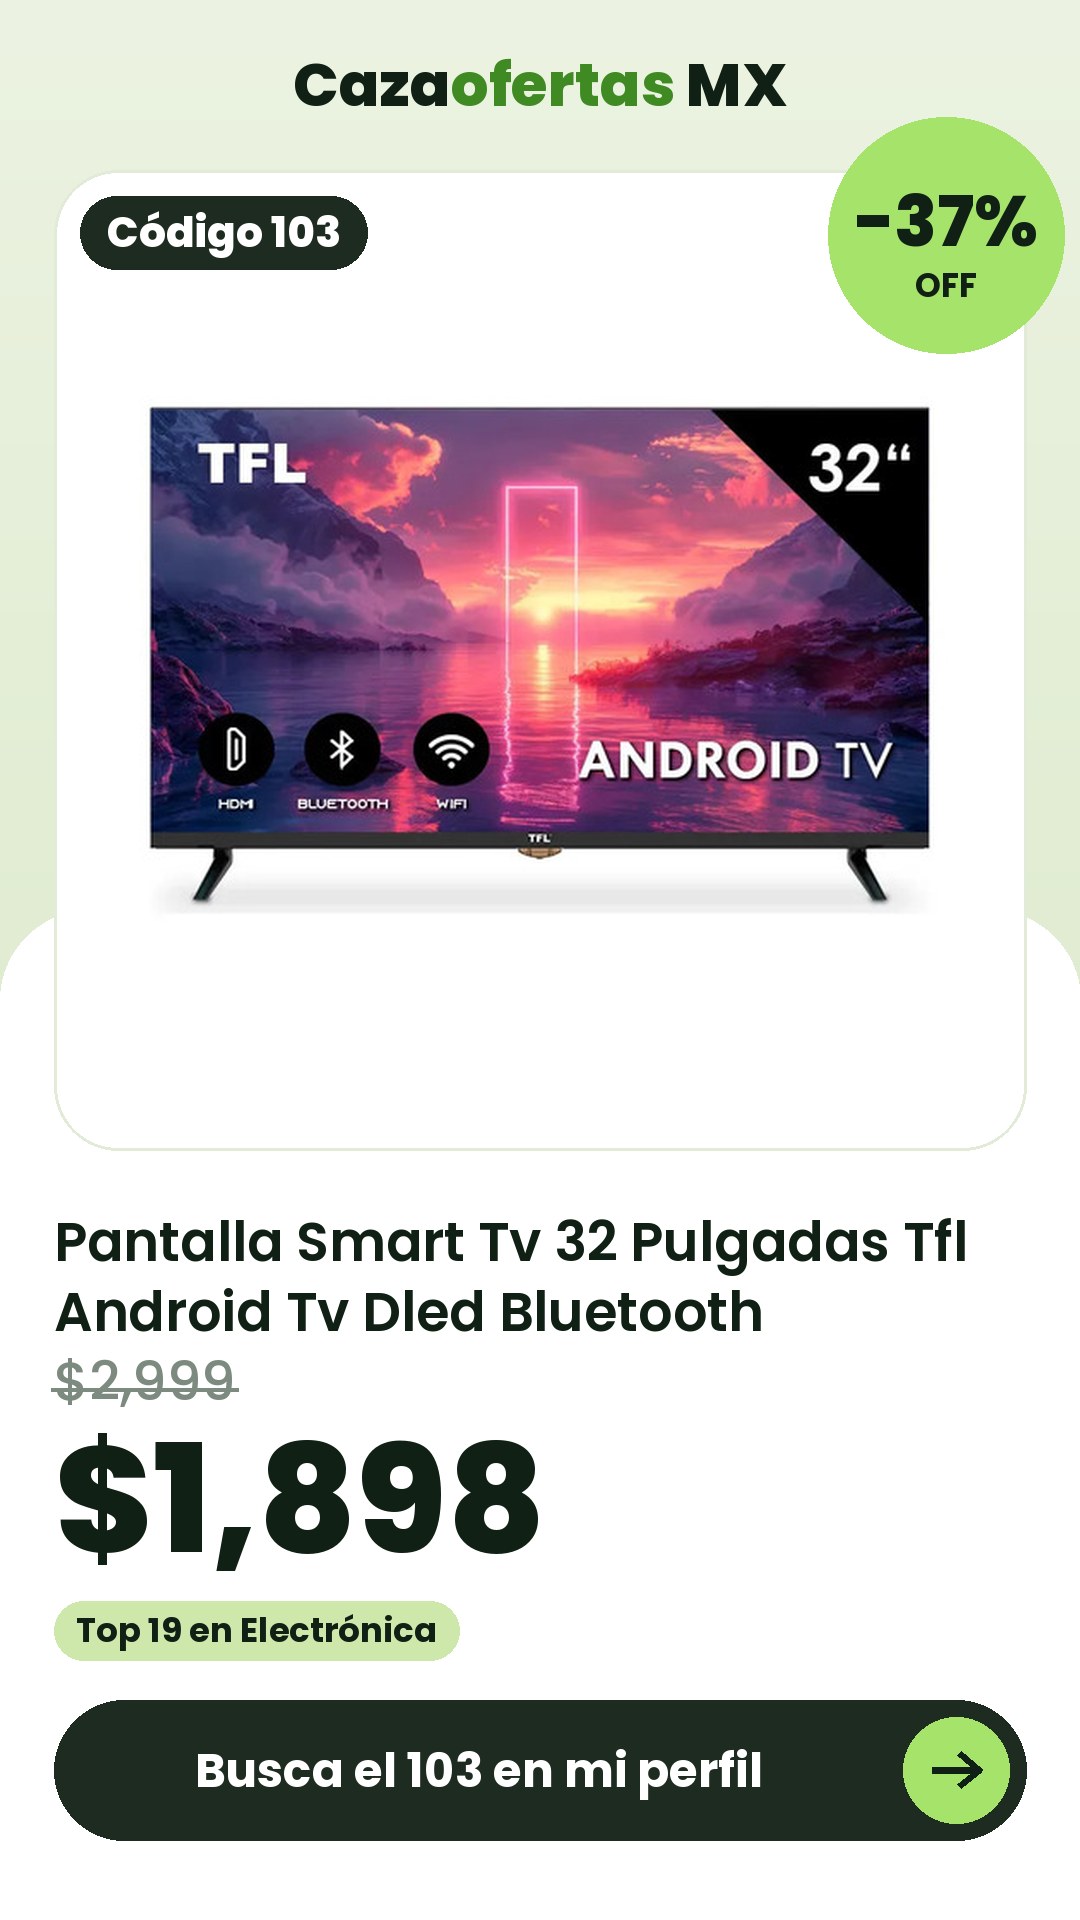 Cazaofertas MX
Código 103
-37%
OFF
TFL
32“
HDMI
BLUETOOTH
WIFI
ANDROID TV
TFL
Pantalla Smart Tv 32 Pulgadas Tfl
Android Tv Dled Bluetooth
$2,999
$1,898
Top 19 en Electrónica
Busca el 103 en mi perfil